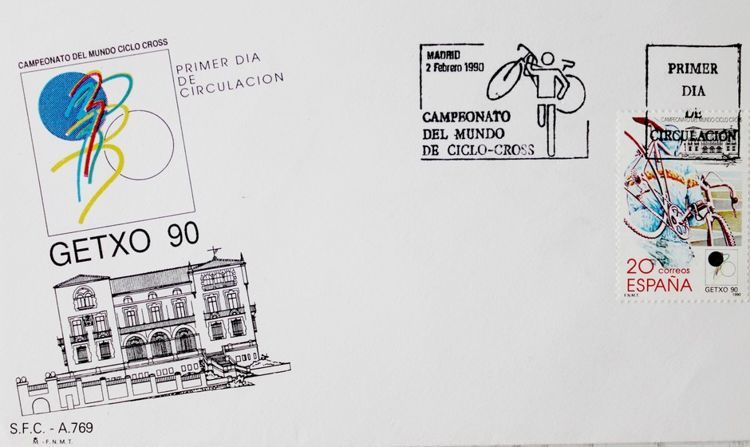 CAMPEONATO DEL MUNDO CICLO CROSS
PRIMER DIA
DE
CIRCULACION
GETXO 90
S.F.C. - A.769
M - F.N.M.T.
MADRID
2 Febrero 1990
CAMPEONATO
DEL MUNDO
DE CICLO-CROSS
PRIMER
DIA
DE
CIRCULACION
CAMPEONATO DEL MUNDO CICLO CROSS
20 correos
ESPAÑA
F.N.M.T.
GETXO 90
1990